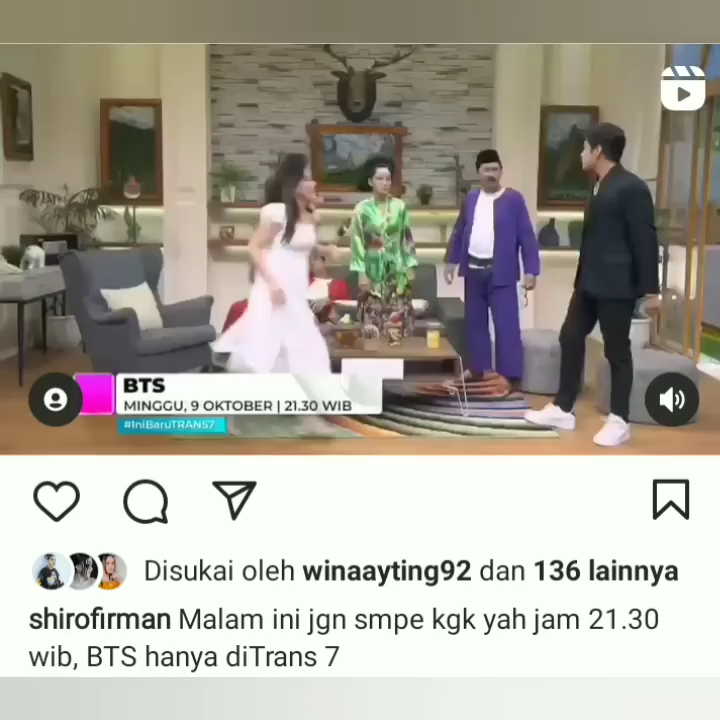 BTS
MINGGU, 9 OKTOBER | 21.30 WIB
#IniBaruTRANS7
Disukai oleh winaayting92 dan 136 lainnya
shirofirman Malam ini jgn smpe kgk yah jam 21.30
wib, BTS hanya diTrans 7